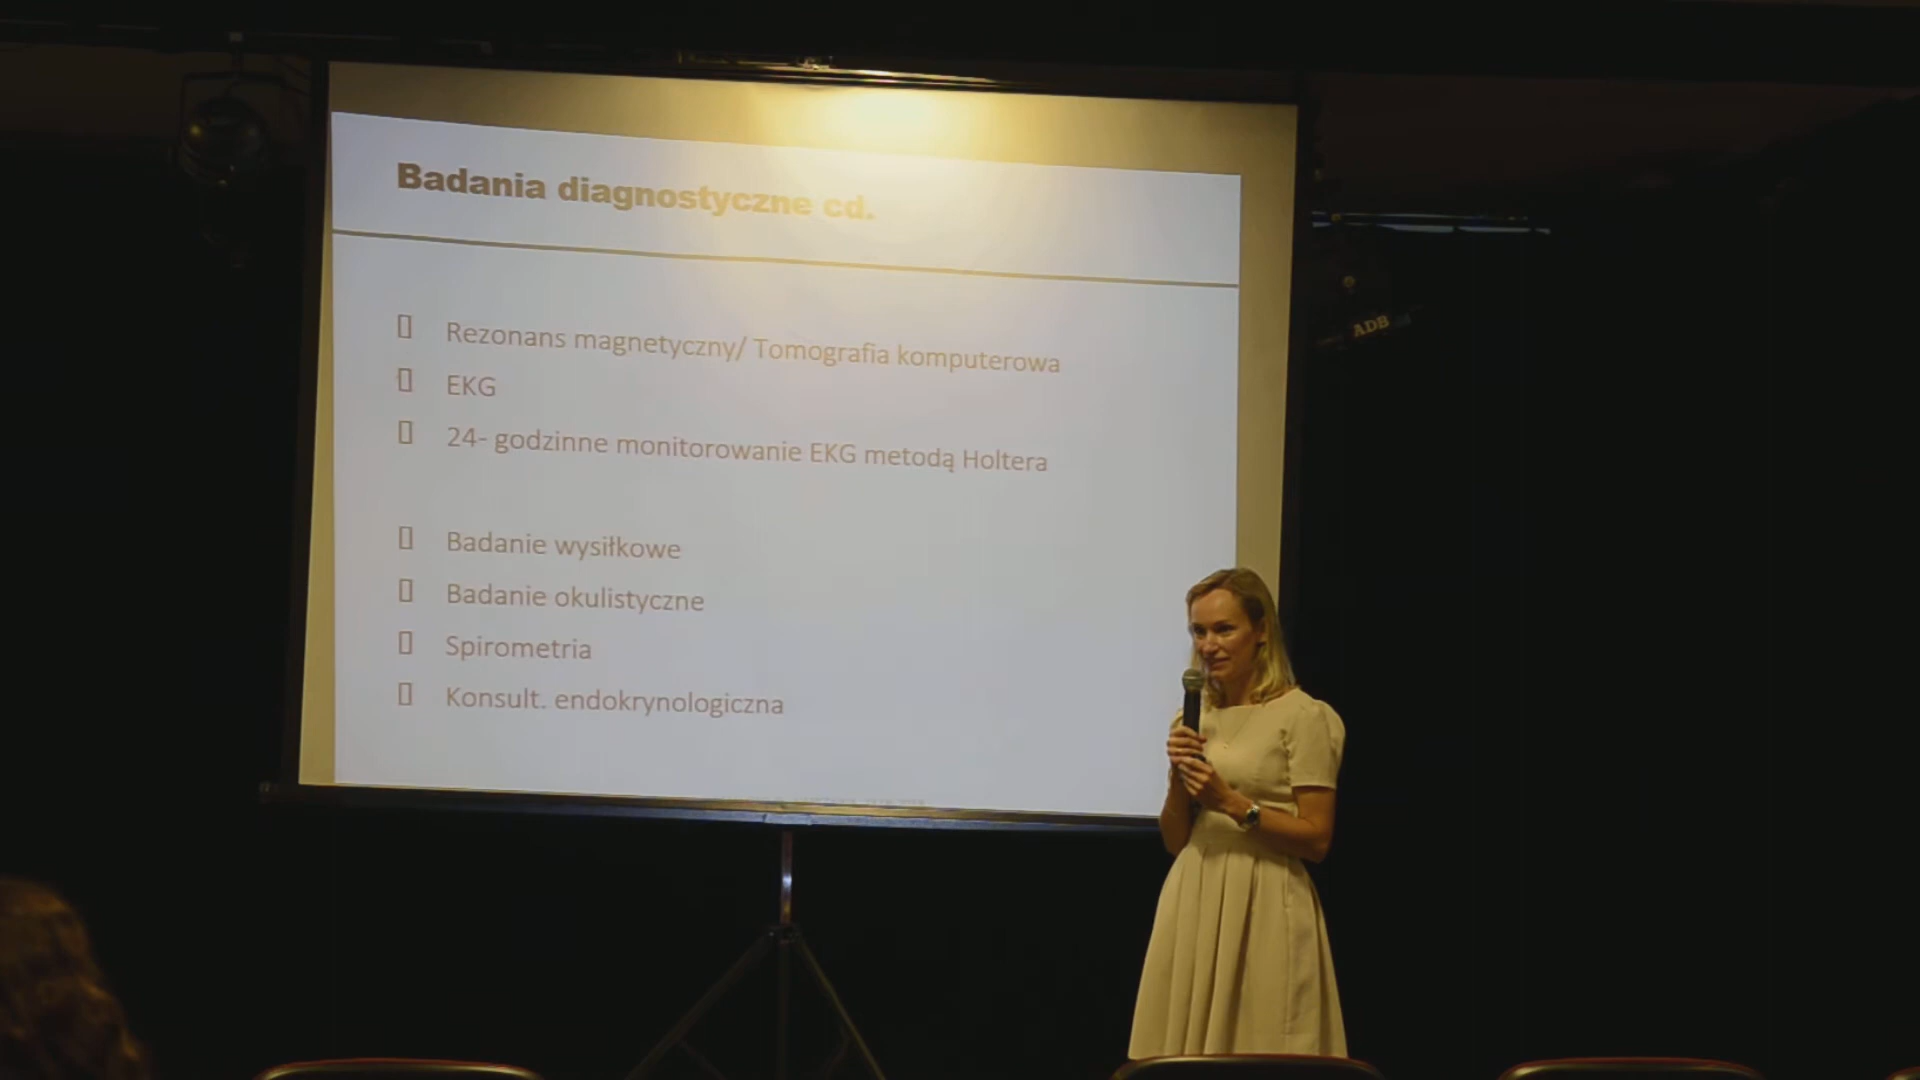 Badania diagnostyczne cd.
Rezonans magnetyczny/ Tomografia komputerowa
EKG
24- godzinne monitorowanie EKG metodą Holtera
Badanie wysiłkowe
Badanie okulistyczne
Spirometria
Konsult. endokrynologiczna
ADB